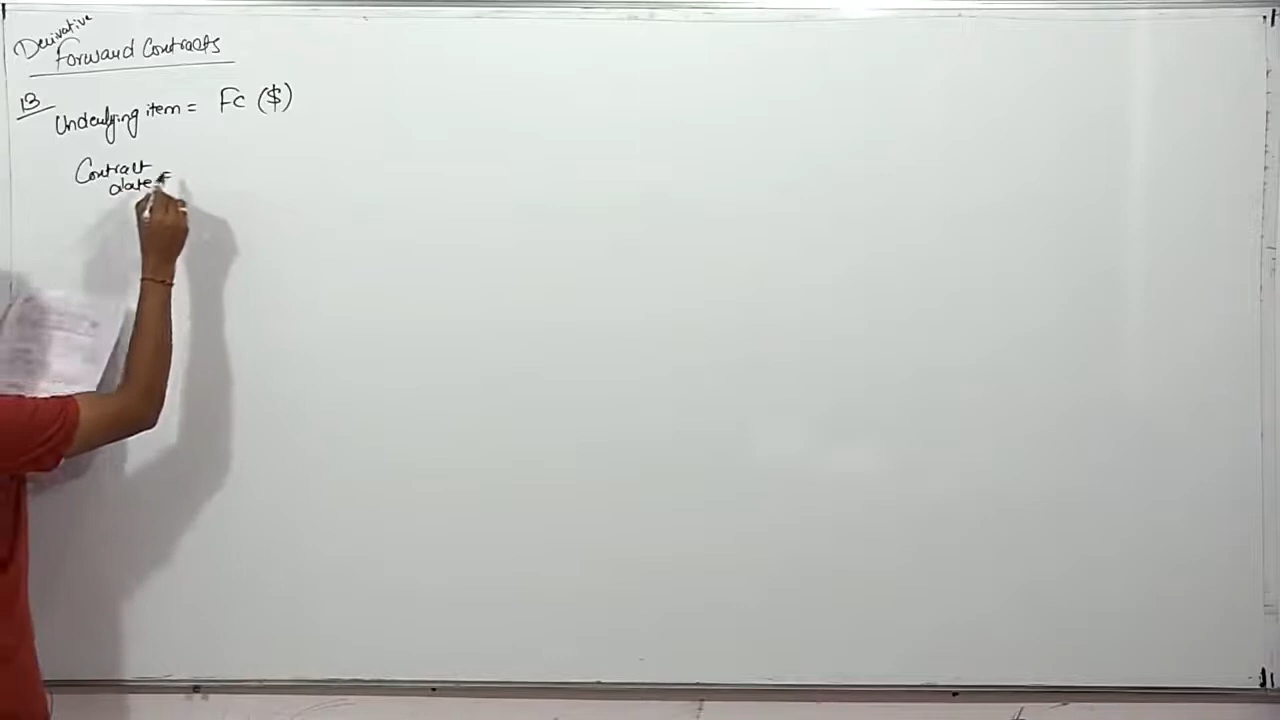 Derivative
Forward Contracts
13
Underlying item = FC ($)
Contract
date =